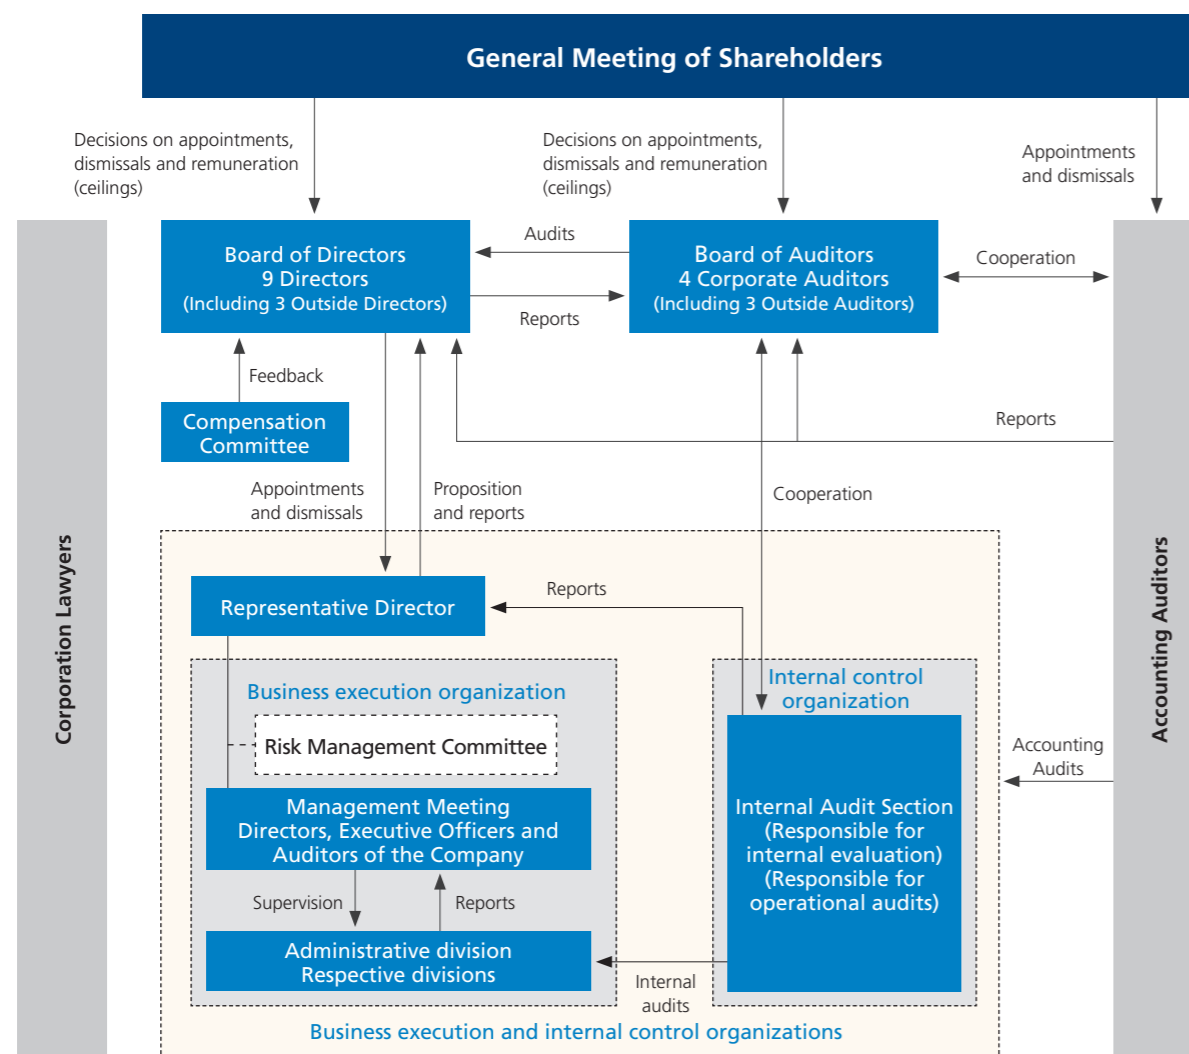 General Meeting of Shareholders
Decisions on appointments,
dismissals and remuneration
(ceilings)
Decisions on appointments,
dismissals and remuneration
(ceilings)
Appointments
and dismissals
Board of Directors
9 Directors
(Including 3 Outside Directors)
Audits
Reports
Board of Auditors
4 Corporate Auditors
(Including 3 Outside Auditors)
Cooperation
Feedback
Compensation
Committee
Reports
Appointments
and dismissals
Proposition
and reports
Cooperation
Corporation Lawyers
Accounting Auditors
Representative Director
Reports
Business execution organization
Risk Management Committee
Management Meeting
Directors, Executive Officers and
Auditors of the Company
Supervision
Reports
Administrative division
Respective divisions
Internal control
organization
Internal Audit Section
(Responsible for
internal evaluation)
(Responsible for
operational audits)
Accounting
Audits
Internal
audits
Business execution and internal control organizations